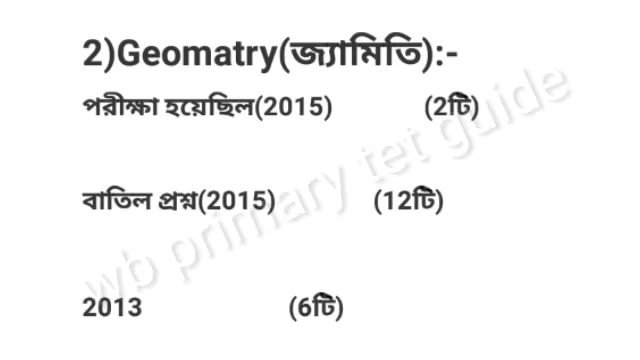 2)Geomatry(জ্যামিতি):-
পরীক্ষা হয়েছিল(2015) (2টি)
বাতিল প্রশ্ন(2015) (12টি)
2013 (6টি)
wb primary tet guide